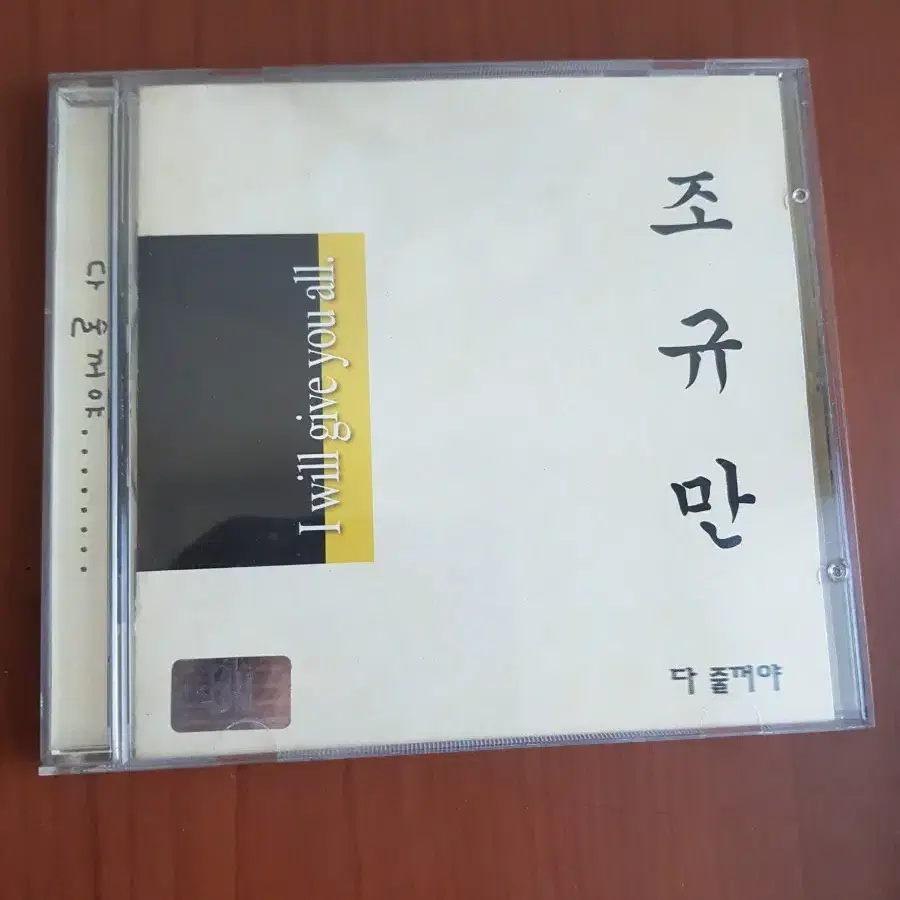 다 줄꺼야........
I will give you all.
조규만
다 줄꺼야